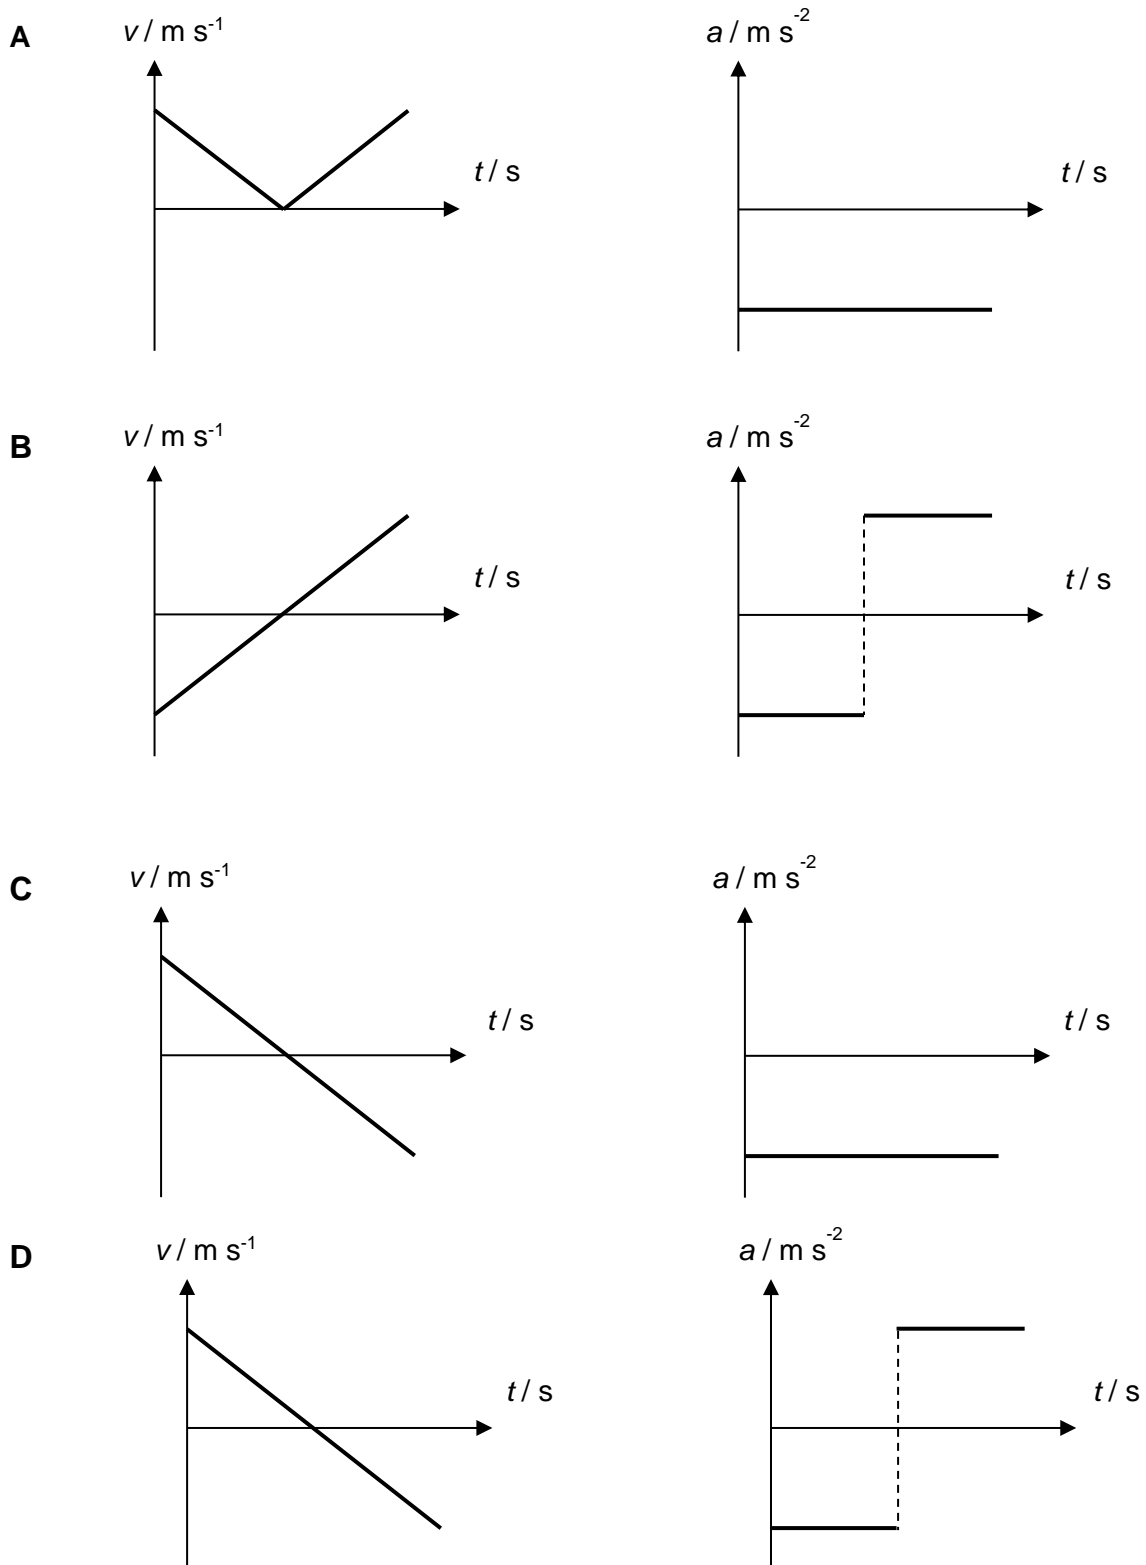 A v / m s-1 a / m s-2
t / s t / s
B v / m s-1 a / m s-2
t / s t / s
C v / m s-1 a / m s-2
t / s t / s
D v / m s-1 a / m s-2
t / s t / s